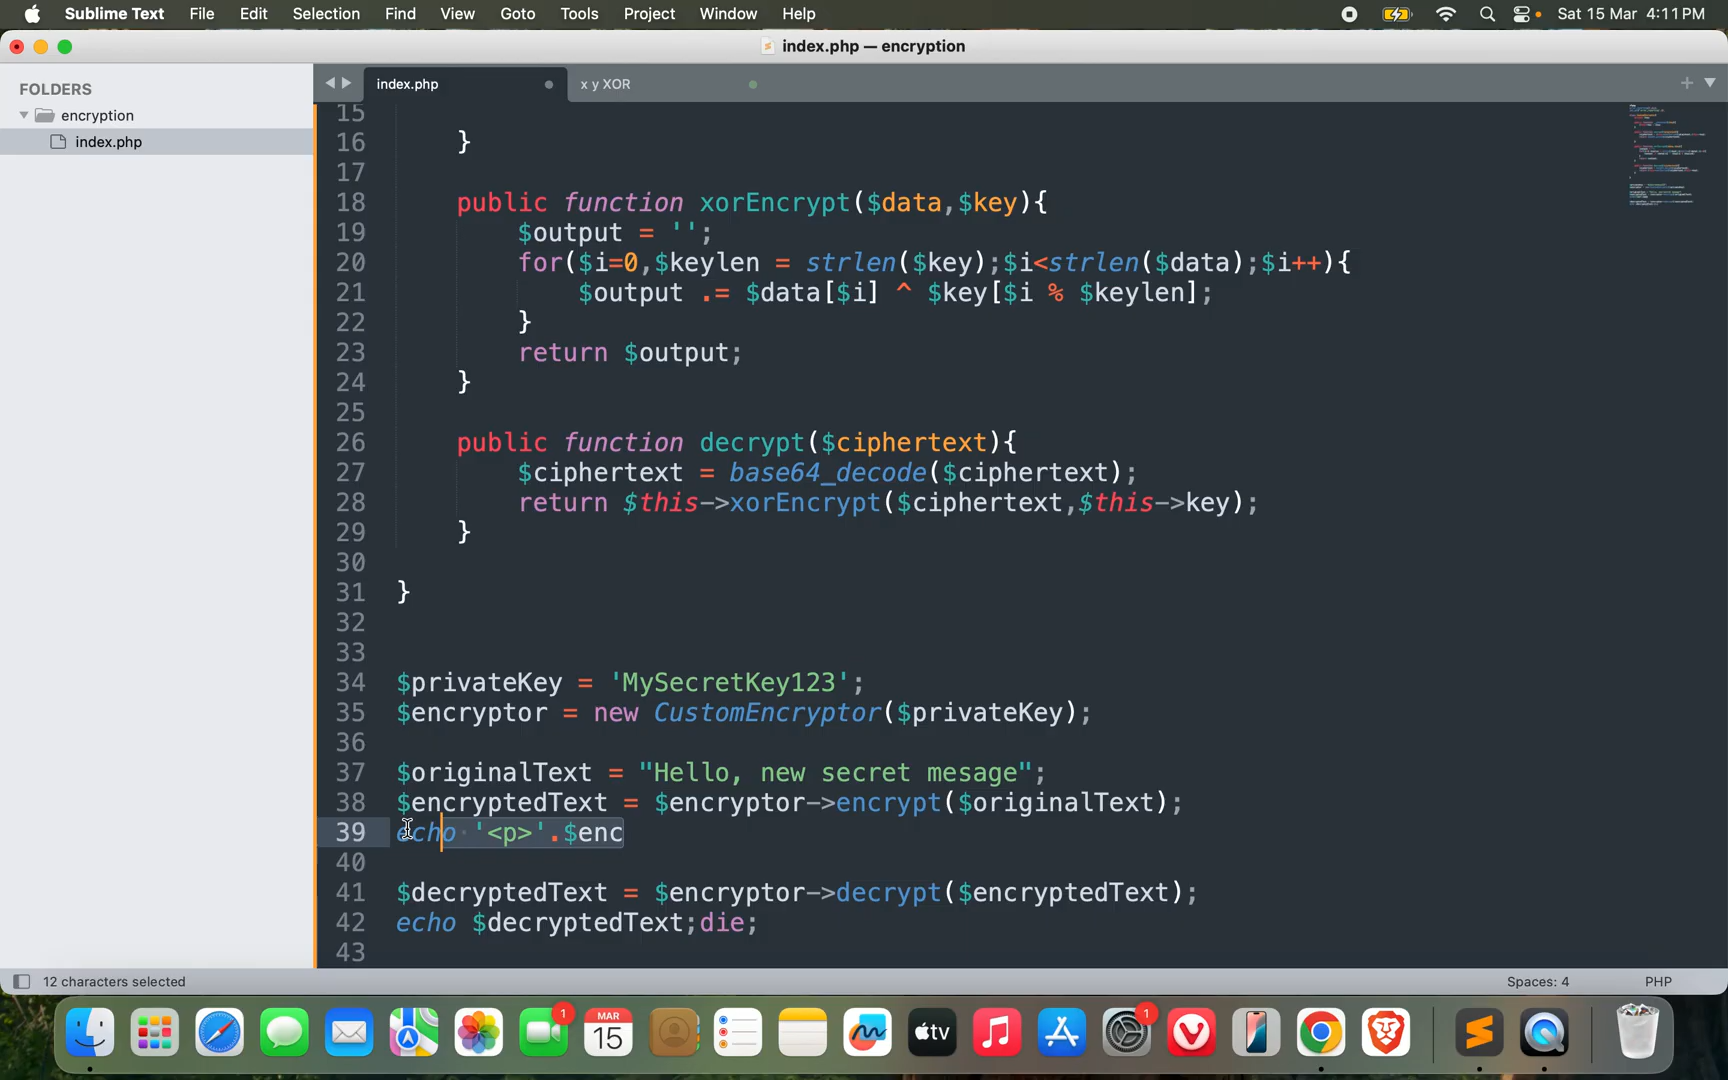 Sublime Text File Edit Selection Find View Goto Tools Project Window Help Sat 15 Mar 4:11 PM
index.php — encryption
FOLDERS
encryption
index.php
index.php x y XOR
15
16 }
17
18 public function xorEncrypt($data,$key){
19 $output = '';
20 for($i=0,$keylen = strlen($key);$i<strlen($data);$i++){
21 $output .= $data[$i] ^ $key[$i % $keylen];
22 }
23 return $output;
24 }
25
26 public function decrypt($ciphertext){
27 $ciphertext = base64_decode($ciphertext);
28 return $this->xorEncrypt($ciphertext,$this->key);
29 }
30
31 }
32
33
34 $privateKey = 'MySecretKey123';
35 $encryptor = new CustomEncryptor($privateKey);
36
37 $originalText = "Hello, new secret mesage";
38 $encryptedText = $encryptor->encrypt($originalText);
39 echo '<p>'.$enc
40
41 $decryptedText = $encryptor->decrypt($encryptedText);
42 echo $decryptedText;die;
43
12 characters selected Spaces: 4 PHP
1 MAR 15 tv 1